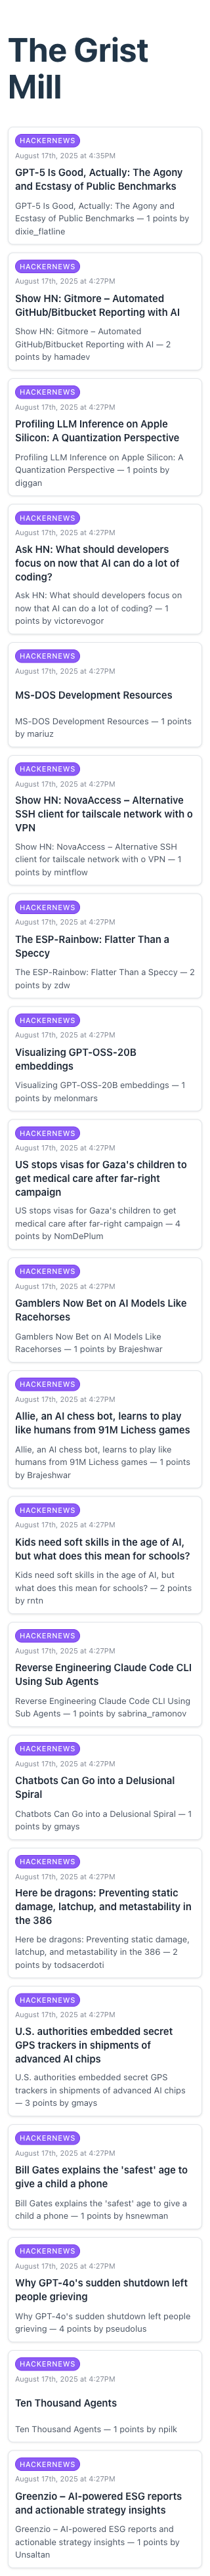 The Grist
Mill
HACKERNEWS
August 17th, 2025 at 4:35PM
GPT-5 Is Good, Actually: The Agony
and Ecstasy of Public Benchmarks
GPT-5 Is Good, Actually: The Agony and
Ecstasy of Public Benchmarks — 1 points by
dixie_flatline
HACKERNEWS
August 17th, 2025 at 4:27PM
Show HN: Gitmore – Automated
GitHub/Bitbucket Reporting with AI
Show HN: Gitmore – Automated
GitHub/Bitbucket Reporting with AI — 2
points by hamadev
HACKERNEWS
August 17th, 2025 at 4:27PM
Profiling LLM Inference on Apple
Silicon: A Quantization Perspective
Profiling LLM Inference on Apple Silicon: A
Quantization Perspective — 1 points by
diggan
HACKERNEWS
August 17th, 2025 at 4:27PM
Ask HN: What should developers
focus on now that AI can do a lot of
coding?
Ask HN: What should developers focus on
now that AI can do a lot of coding? — 1
points by victorevogor
HACKERNEWS
August 17th, 2025 at 4:27PM
MS-DOS Development Resources
MS-DOS Development Resources — 1 points
by mariuz
HACKERNEWS
August 17th, 2025 at 4:27PM
Show HN: NovaAccess – Alternative
SSH client for tailscale network with o
VPN
Show HN: NovaAccess – Alternative SSH
client for tailscale network with o VPN — 1
points by mintflow
HACKERNEWS
August 17th, 2025 at 4:27PM
The ESP-Rainbow: Flatter Than a
Speccy
The ESP-Rainbow: Flatter Than a Speccy — 2
points by zdw
HACKERNEWS
August 17th, 2025 at 4:27PM
Visualizing GPT-OSS-20B
embeddings
Visualizing GPT-OSS-20B embeddings — 1
points by melonmars
HACKERNEWS
August 17th, 2025 at 4:27PM
US stops visas for Gaza's children to
get medical care after far-right
campaign
US stops visas for Gaza's children to get
medical care after far-right campaign — 4
points by NomDePlum
HACKERNEWS
August 17th, 2025 at 4:27PM
Gamblers Now Bet on AI Models Like
Racehorses
Gamblers Now Bet on AI Models Like
Racehorses — 1 points by Brajeshwar
HACKERNEWS
August 17th, 2025 at 4:27PM
Allie, an AI chess bot, learns to play
like humans from 91M Lichess games
Allie, an AI chess bot, learns to play like
humans from 91M Lichess games — 1 points
by Brajeshwar
HACKERNEWS
August 17th, 2025 at 4:27PM
Kids need soft skills in the age of AI,
but what does this mean for schools?
Kids need soft skills in the age of AI, but
what does this mean for schools? — 2 points
by rntn
HACKERNEWS
August 17th, 2025 at 4:27PM
Reverse Engineering Claude Code CLI
Using Sub Agents
Reverse Engineering Claude Code CLI Using
Sub Agents — 1 points by sabrina_ramonov
HACKERNEWS
August 17th, 2025 at 4:27PM
Chatbots Can Go into a Delusional
Spiral
Chatbots Can Go into a Delusional Spiral — 1
points by gmays
HACKERNEWS
August 17th, 2025 at 4:27PM
Here be dragons: Preventing static
damage, latchup, and metastability in
the 386
Here be dragons: Preventing static damage,
latchup, and metastability in the 386 — 2
points by todsacerdoti
HACKERNEWS
August 17th, 2025 at 4:27PM
U.S. authorities embedded secret
GPS trackers in shipments of
advanced AI chips
U.S. authorities embedded secret GPS
trackers in shipments of advanced AI chips
— 3 points by gmays
HACKERNEWS
August 17th, 2025 at 4:27PM
Bill Gates explains the 'safest' age to
give a child a phone
Bill Gates explains the 'safest' age to give a
child a phone — 1 points by hsnewman
HACKERNEWS
August 17th, 2025 at 4:27PM
Why GPT-4o's sudden shutdown left
people grieving
Why GPT-4o's sudden shutdown left people
grieving — 4 points by pseudolus
HACKERNEWS
August 17th, 2025 at 4:27PM
Ten Thousand Agents
Ten Thousand Agents — 1 points by npilk
HACKERNEWS
August 17th, 2025 at 4:27PM
Greenzio – AI-powered ESG reports
and actionable strategy insights
Greenzio – AI-powered ESG reports and
actionable strategy insights — 1 points by
Unsaltan